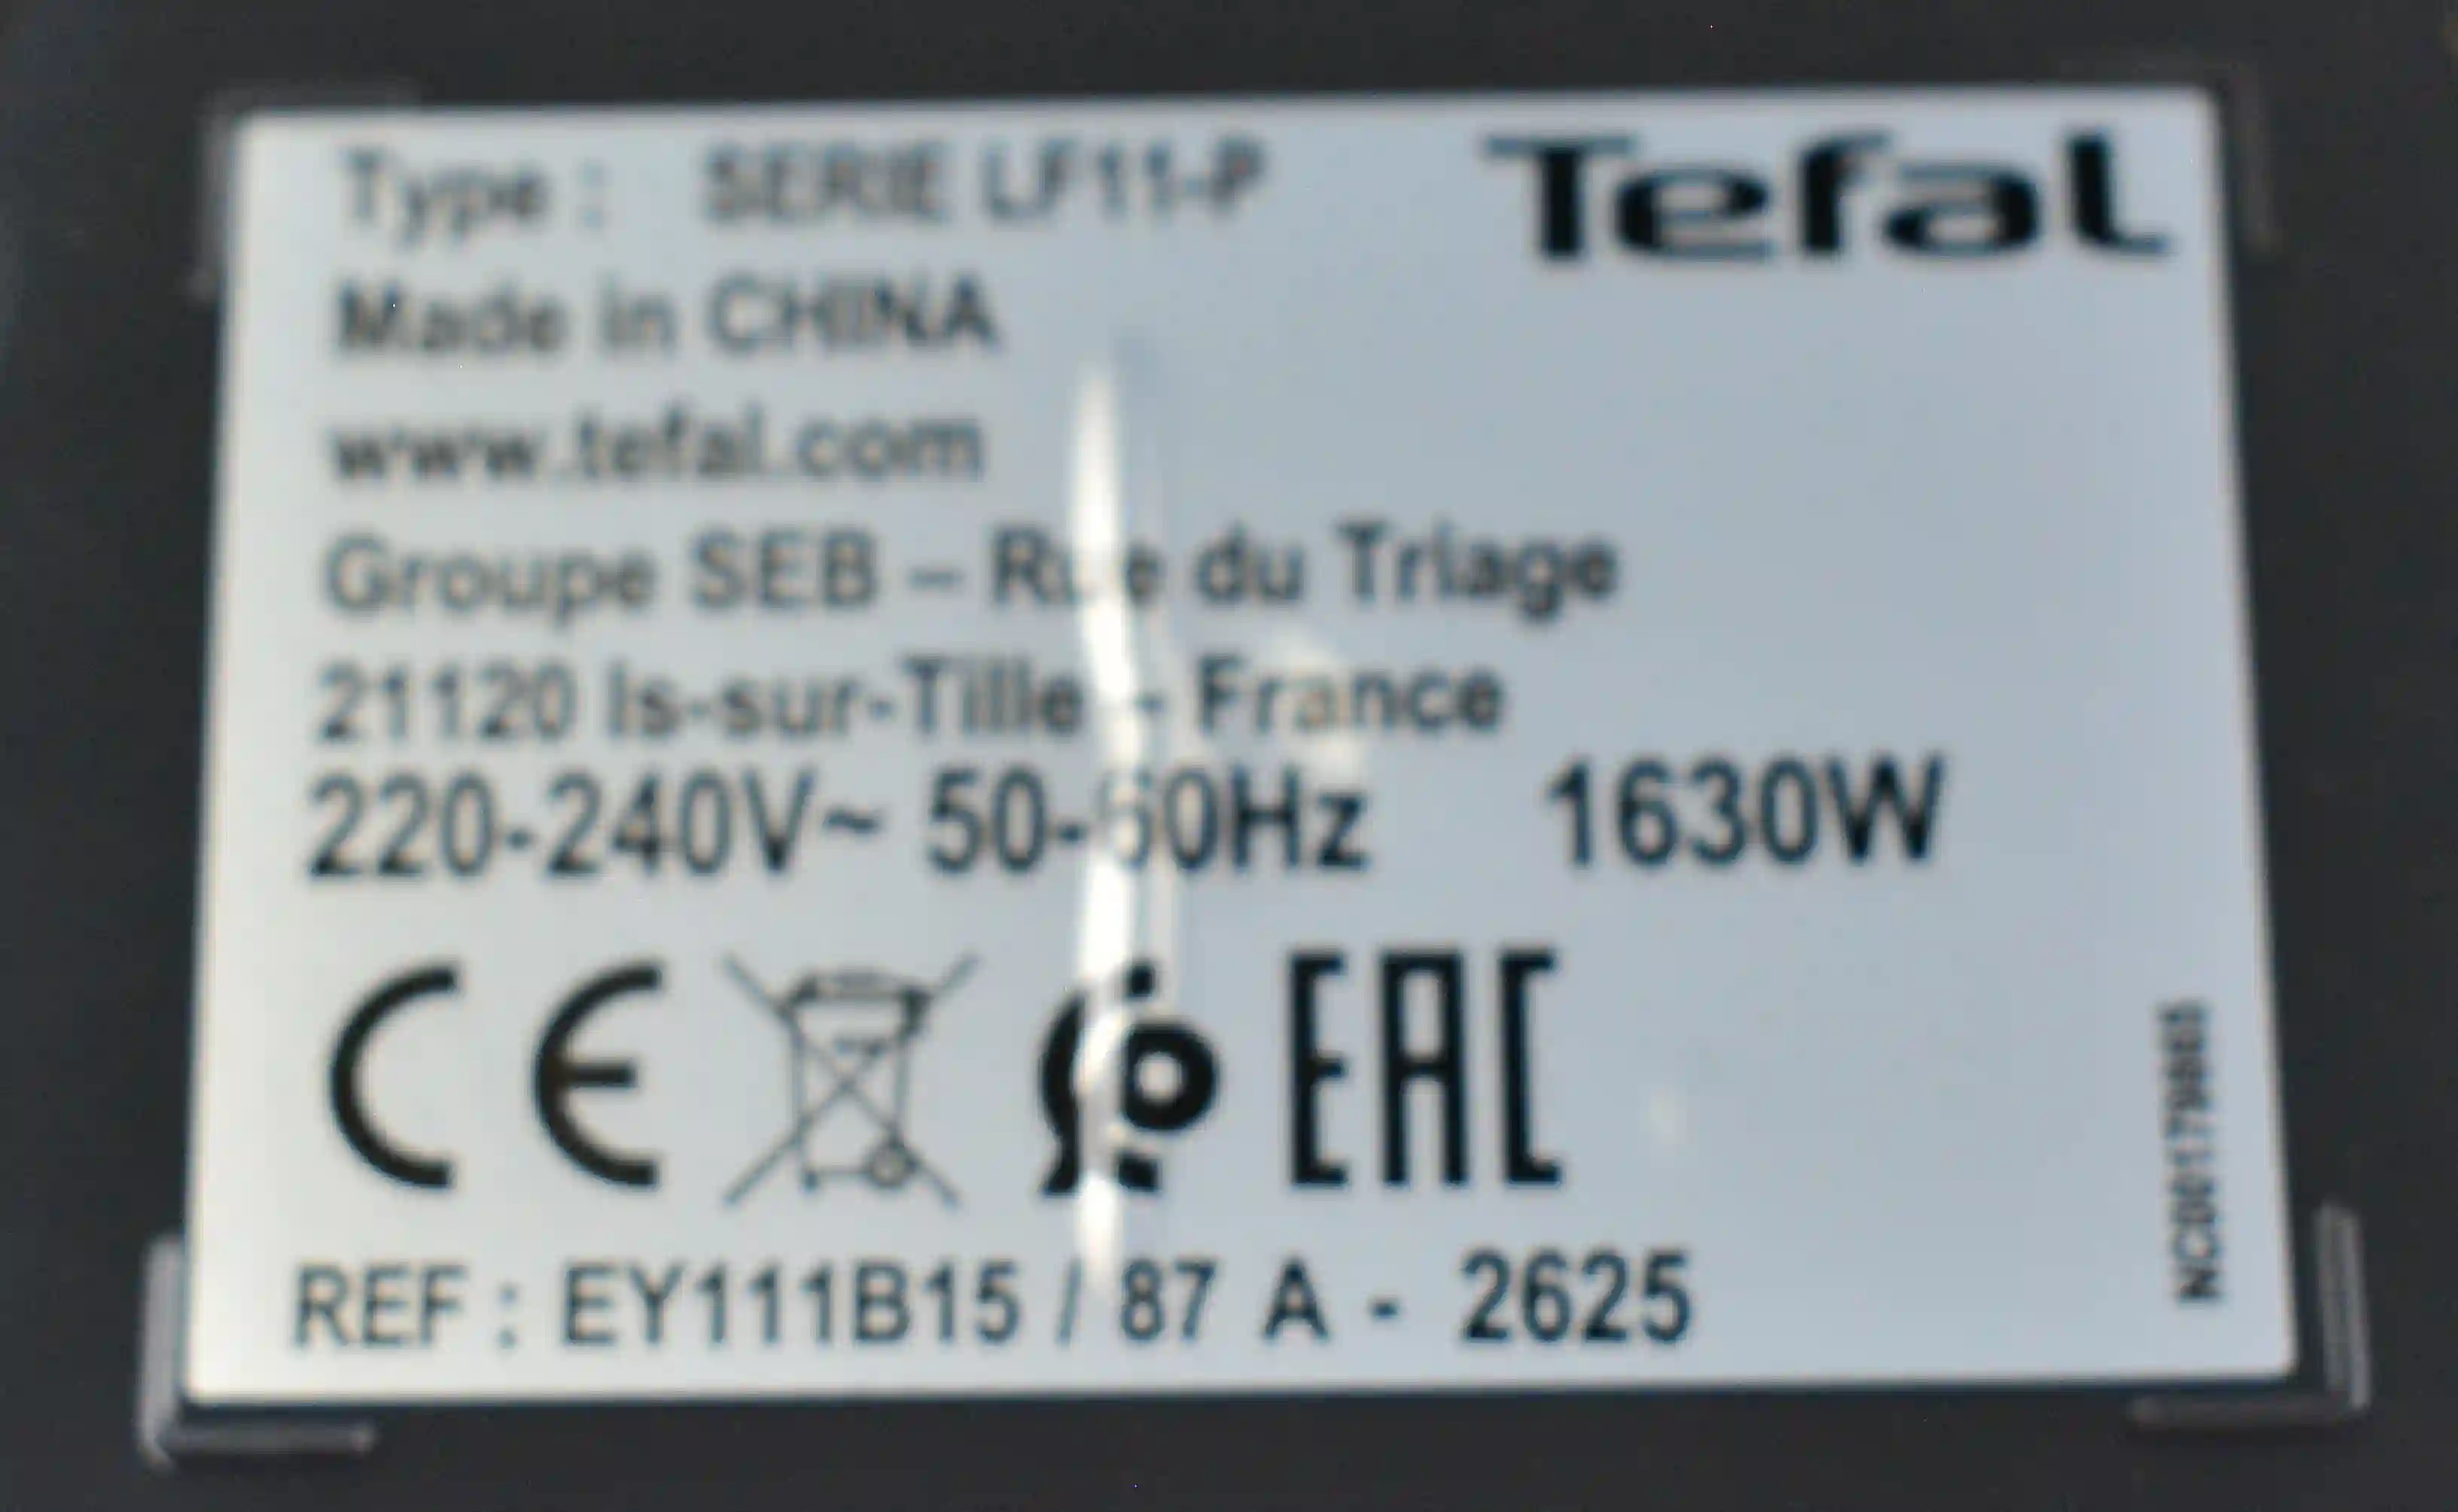 Type : SERIE LF11-P
Tefal
Made in CHINA
www.tefal.com
Groupe SEB – Rue du Triage
21120 Is-sur-Tille - France
220-240V~ 50-60Hz 1630W
CE
EAC
REF : EY111B15 / 87 A - 2625